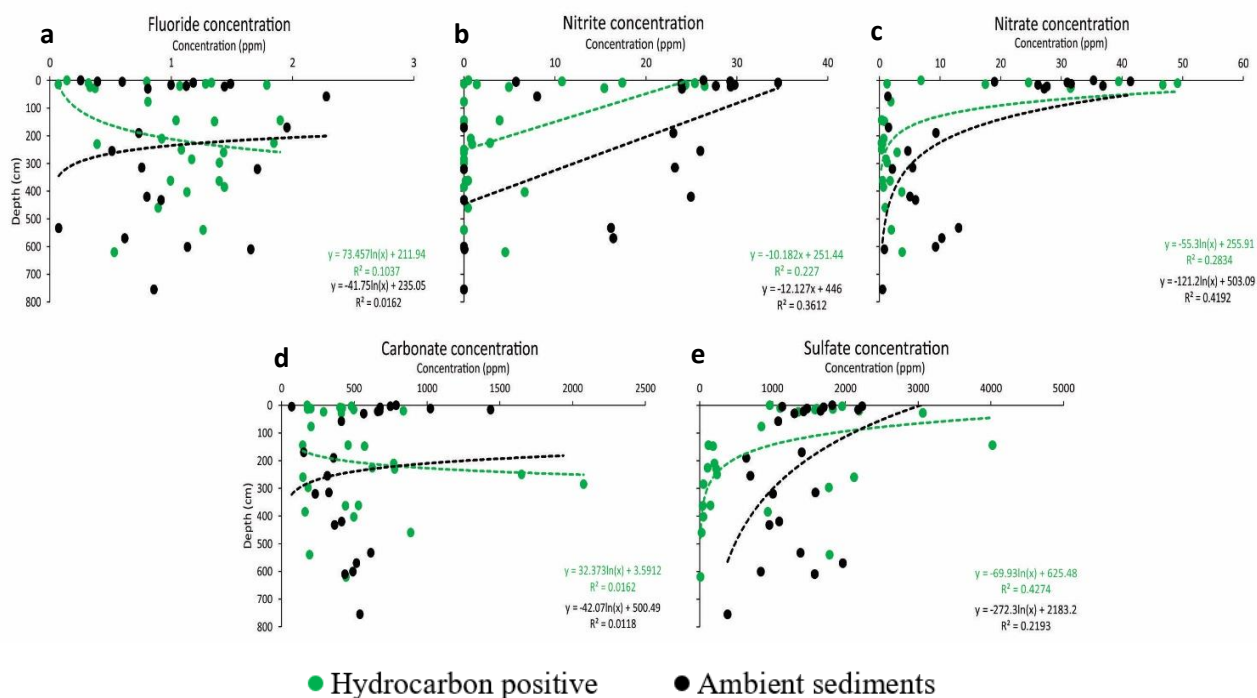 a
Fluoride concentration
Concentration (ppm)
0 1 2 3
0
100
200
300
400
500
600
700
800
Depth (cm)
y = 73.457ln(x) + 211.94
R² = 0.1037
y = -41.75ln(x) + 235.05
R² = 0.0162
b
Nitrite concentration
Concentration (ppm)
0 10 20 30 40
y = -10.182x + 251.44
R² = 0.227
y = -12.127x + 446
R² = 0.3612
c
Nitrate concentration
Concentration (ppm)
0 10 20 30 40 50 60
y = -55.3ln(x) + 255.91
R² = 0.2834
y = -121.2ln(x) + 503.09
R² = 0.4192
d
Carbonate concentration
Concentration (ppm)
0 500 1000 1500 2000 2500
0
100
200
300
400
500
600
700
800
Depth (cm)
y = 32.373ln(x) + 3.5912
R² = 0.0162
y = -42.07ln(x) + 500.49
R² = 0.0118
e
Sulfate concentration
Concentration (ppm)
0 1000 2000 3000 4000 5000
y = -69.93ln(x) + 625.48
R² = 0.4274
y = -272.3ln(x) + 2183.2
R² = 0.2193
Hydrocarbon positive
Ambient sediments